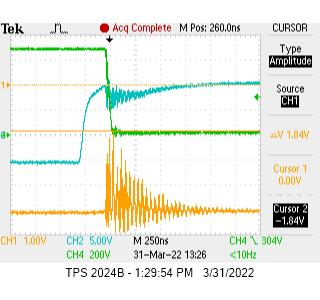 Tek Acq Complete M Pos: 260.0ns CURSOR
Type
Amplitude
Source
CH1
△V 1.84V
Cursor 1
0.00V
Cursor 2
-1.84V
CH1 1.00V CH2 5.00V M 250ns CH4 304V
CH4 200V 31-Mar-22 13:26 <10Hz
TPS 2024B - 1:29:54 PM 3/31/2022